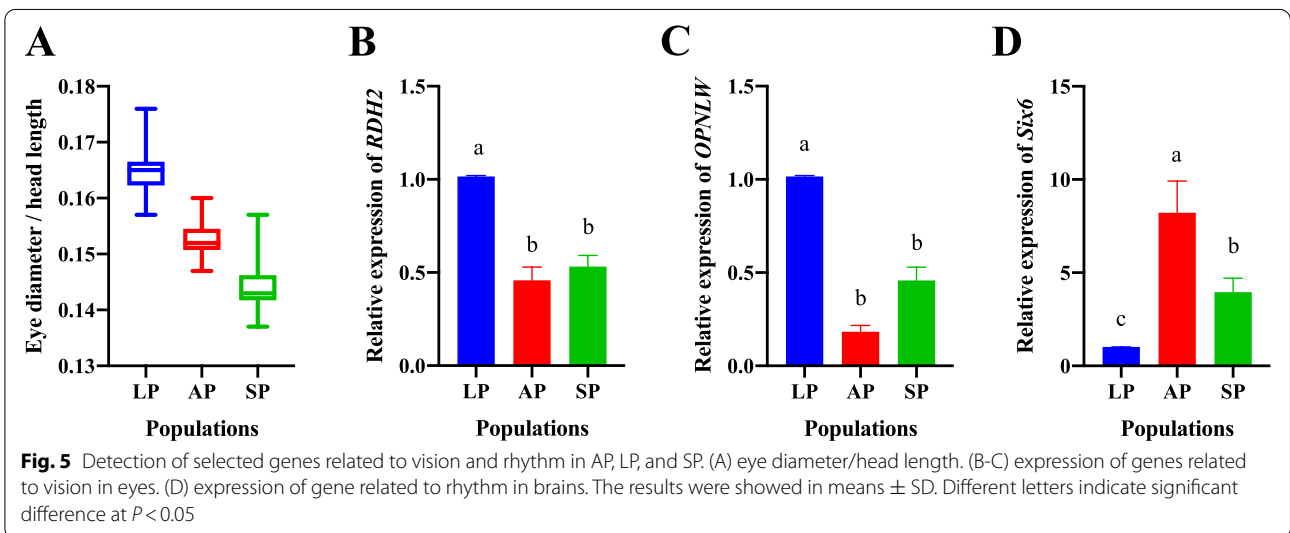 A
B
C
D
Eye diameter / head length
0.18
0.17
0.16
0.15
0.14
0.13
LP AP SP
Populations
Relative expression of RDH2
1.5
1.0
0.5
0.0
a
b
b
LP AP SP
Populations
Relative expression of OPNLW
1.5
1.0
0.5
0.0
a
b
b
LP AP SP
Populations
Relative expression of Six6
15
10
5
0
c
a
b
LP AP SP
Populations
Fig. 5 Detection of selected genes related to vision and rhythm in AP, LP, and SP. (A) eye diameter/head length. (B-C) expression of genes related
to vision in eyes. (D) expression of gene related to rhythm in brains. The results were showed in means ± SD. Different letters indicate significant
difference at P < 0.05